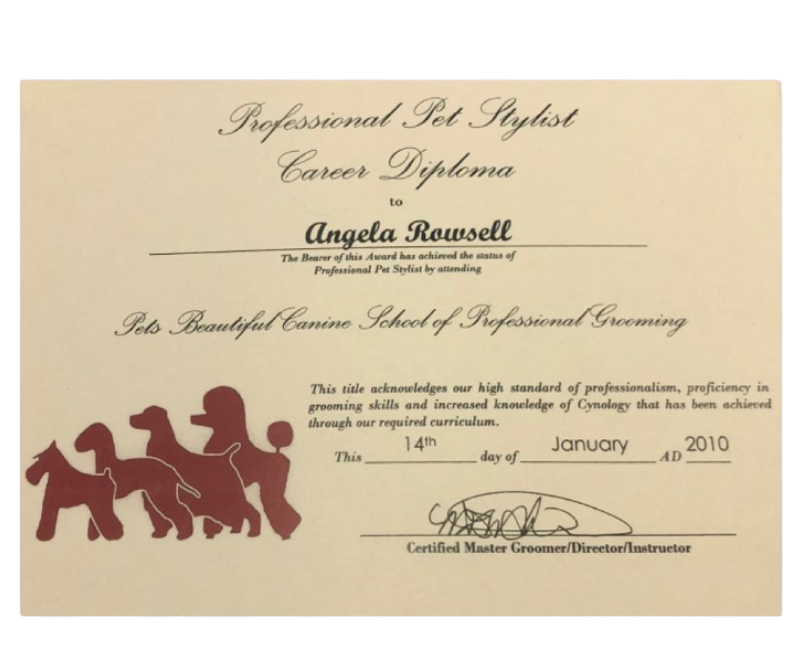 Professional Pet Stylist
Career Diploma
to
Angela Rowsell
The Bearer of this Award has achieved the status of
Professional Pet Stylist by attending
Pets Beautiful Canine School of Professional Grooming
This title acknowledges our high standard of professionalism, proficiency in
grooming skills and increased knowledge of Cynology that has been achieved
through our required curriculum.
This 14th day of January AD 2010
Certified Master Groomer/Director/Instructor